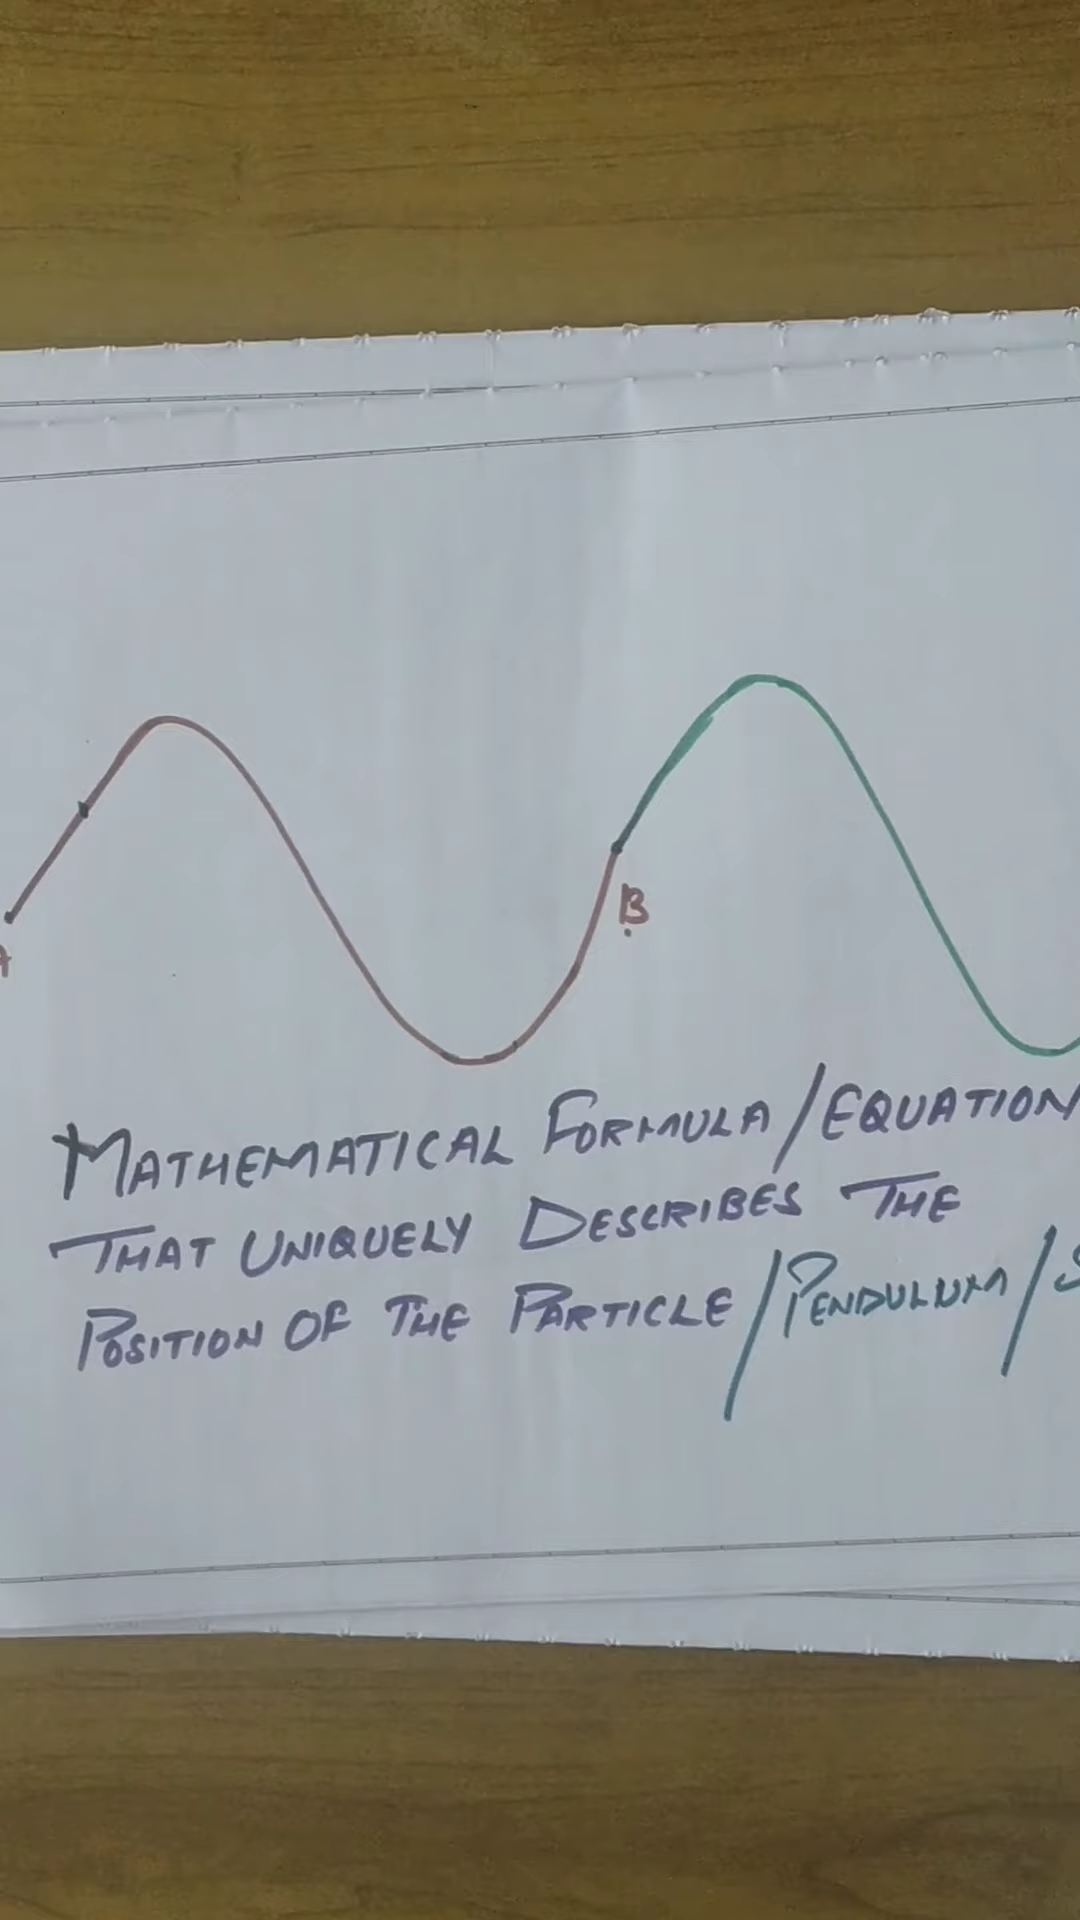 A
B
MATHEMATICAL FORMULA/EQUATION
THAT UNIQUELY DESCRIBES THE
POSITION OF THE PARTICLE/PENDULUM/S